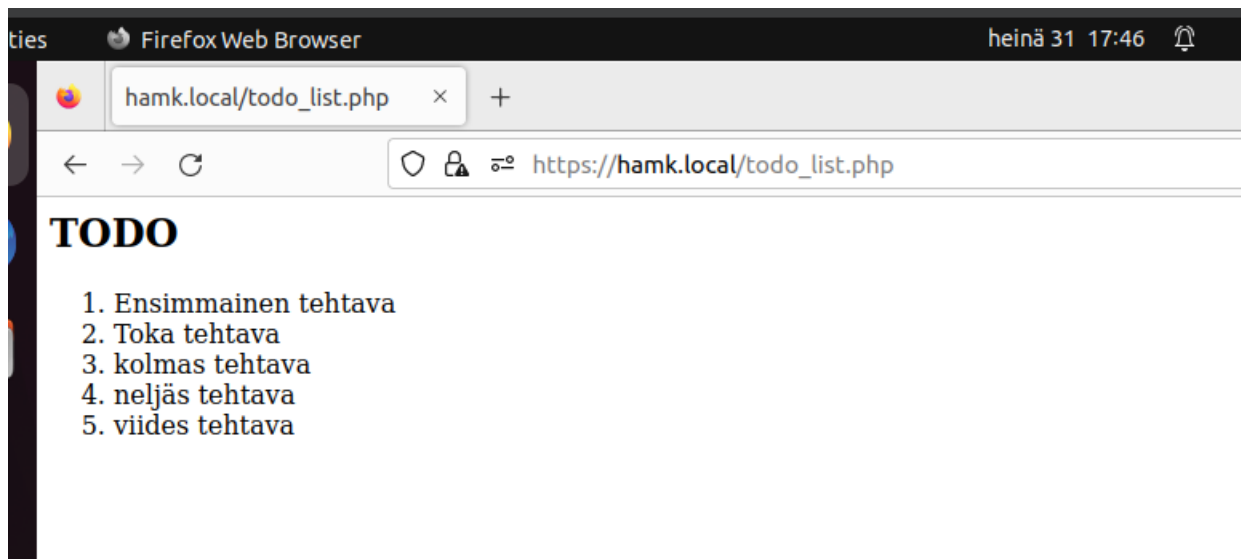 ties Firefox Web Browser heinä 31 17:46
hamk.local/todo_list.php × +
https://hamk.local/todo_list.php
TODO
1. Ensimmainen tehtava
2. Toka tehtava
3. kolmas tehtava
4. neljäs tehtava
5. viides tehtava